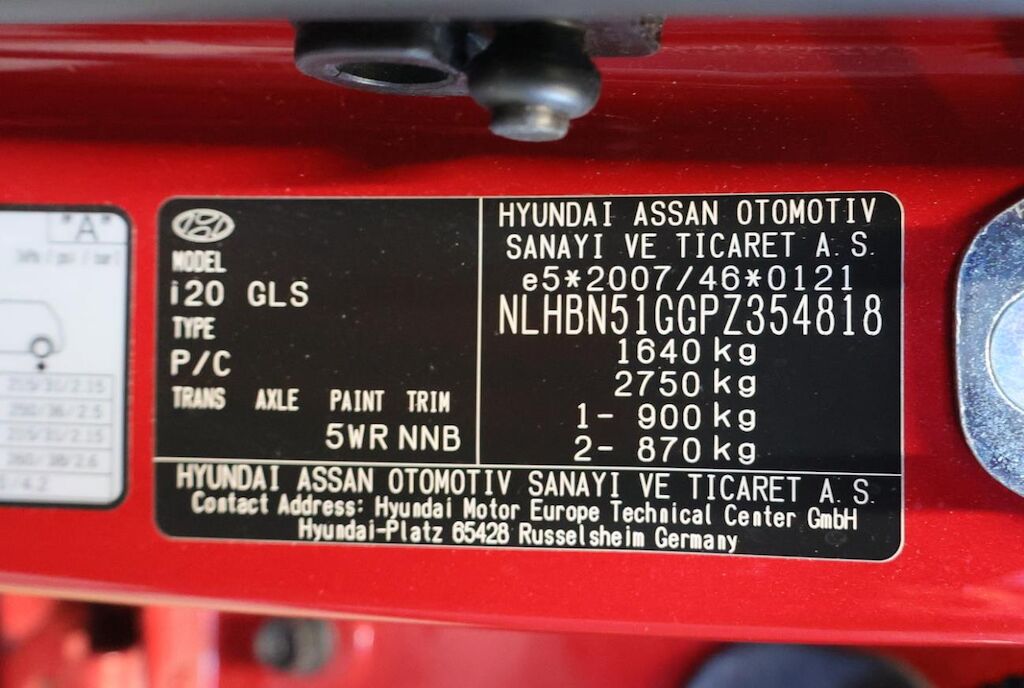 "A"
MODEL
i20 GLS
TYPE
P/C
TRANS AXLE PAINT TRIM
5WR NNB
HYUNDAI ASSAN OTOMOTIV
SANAYI VE TICARET A.S.
e5*2007/46*0121
NLHBN51GGPZ354818
1640 kg
2750 kg
1- 900 kg
2- 870 kg
HYUNDAI ASSAN OTOMOTIV SANAYI VE TICARET A.S.
Contact Address: Hyundai Motor Europe Technical Center GmbH
Hyundai-Platz 65428 Russelsheim Germany